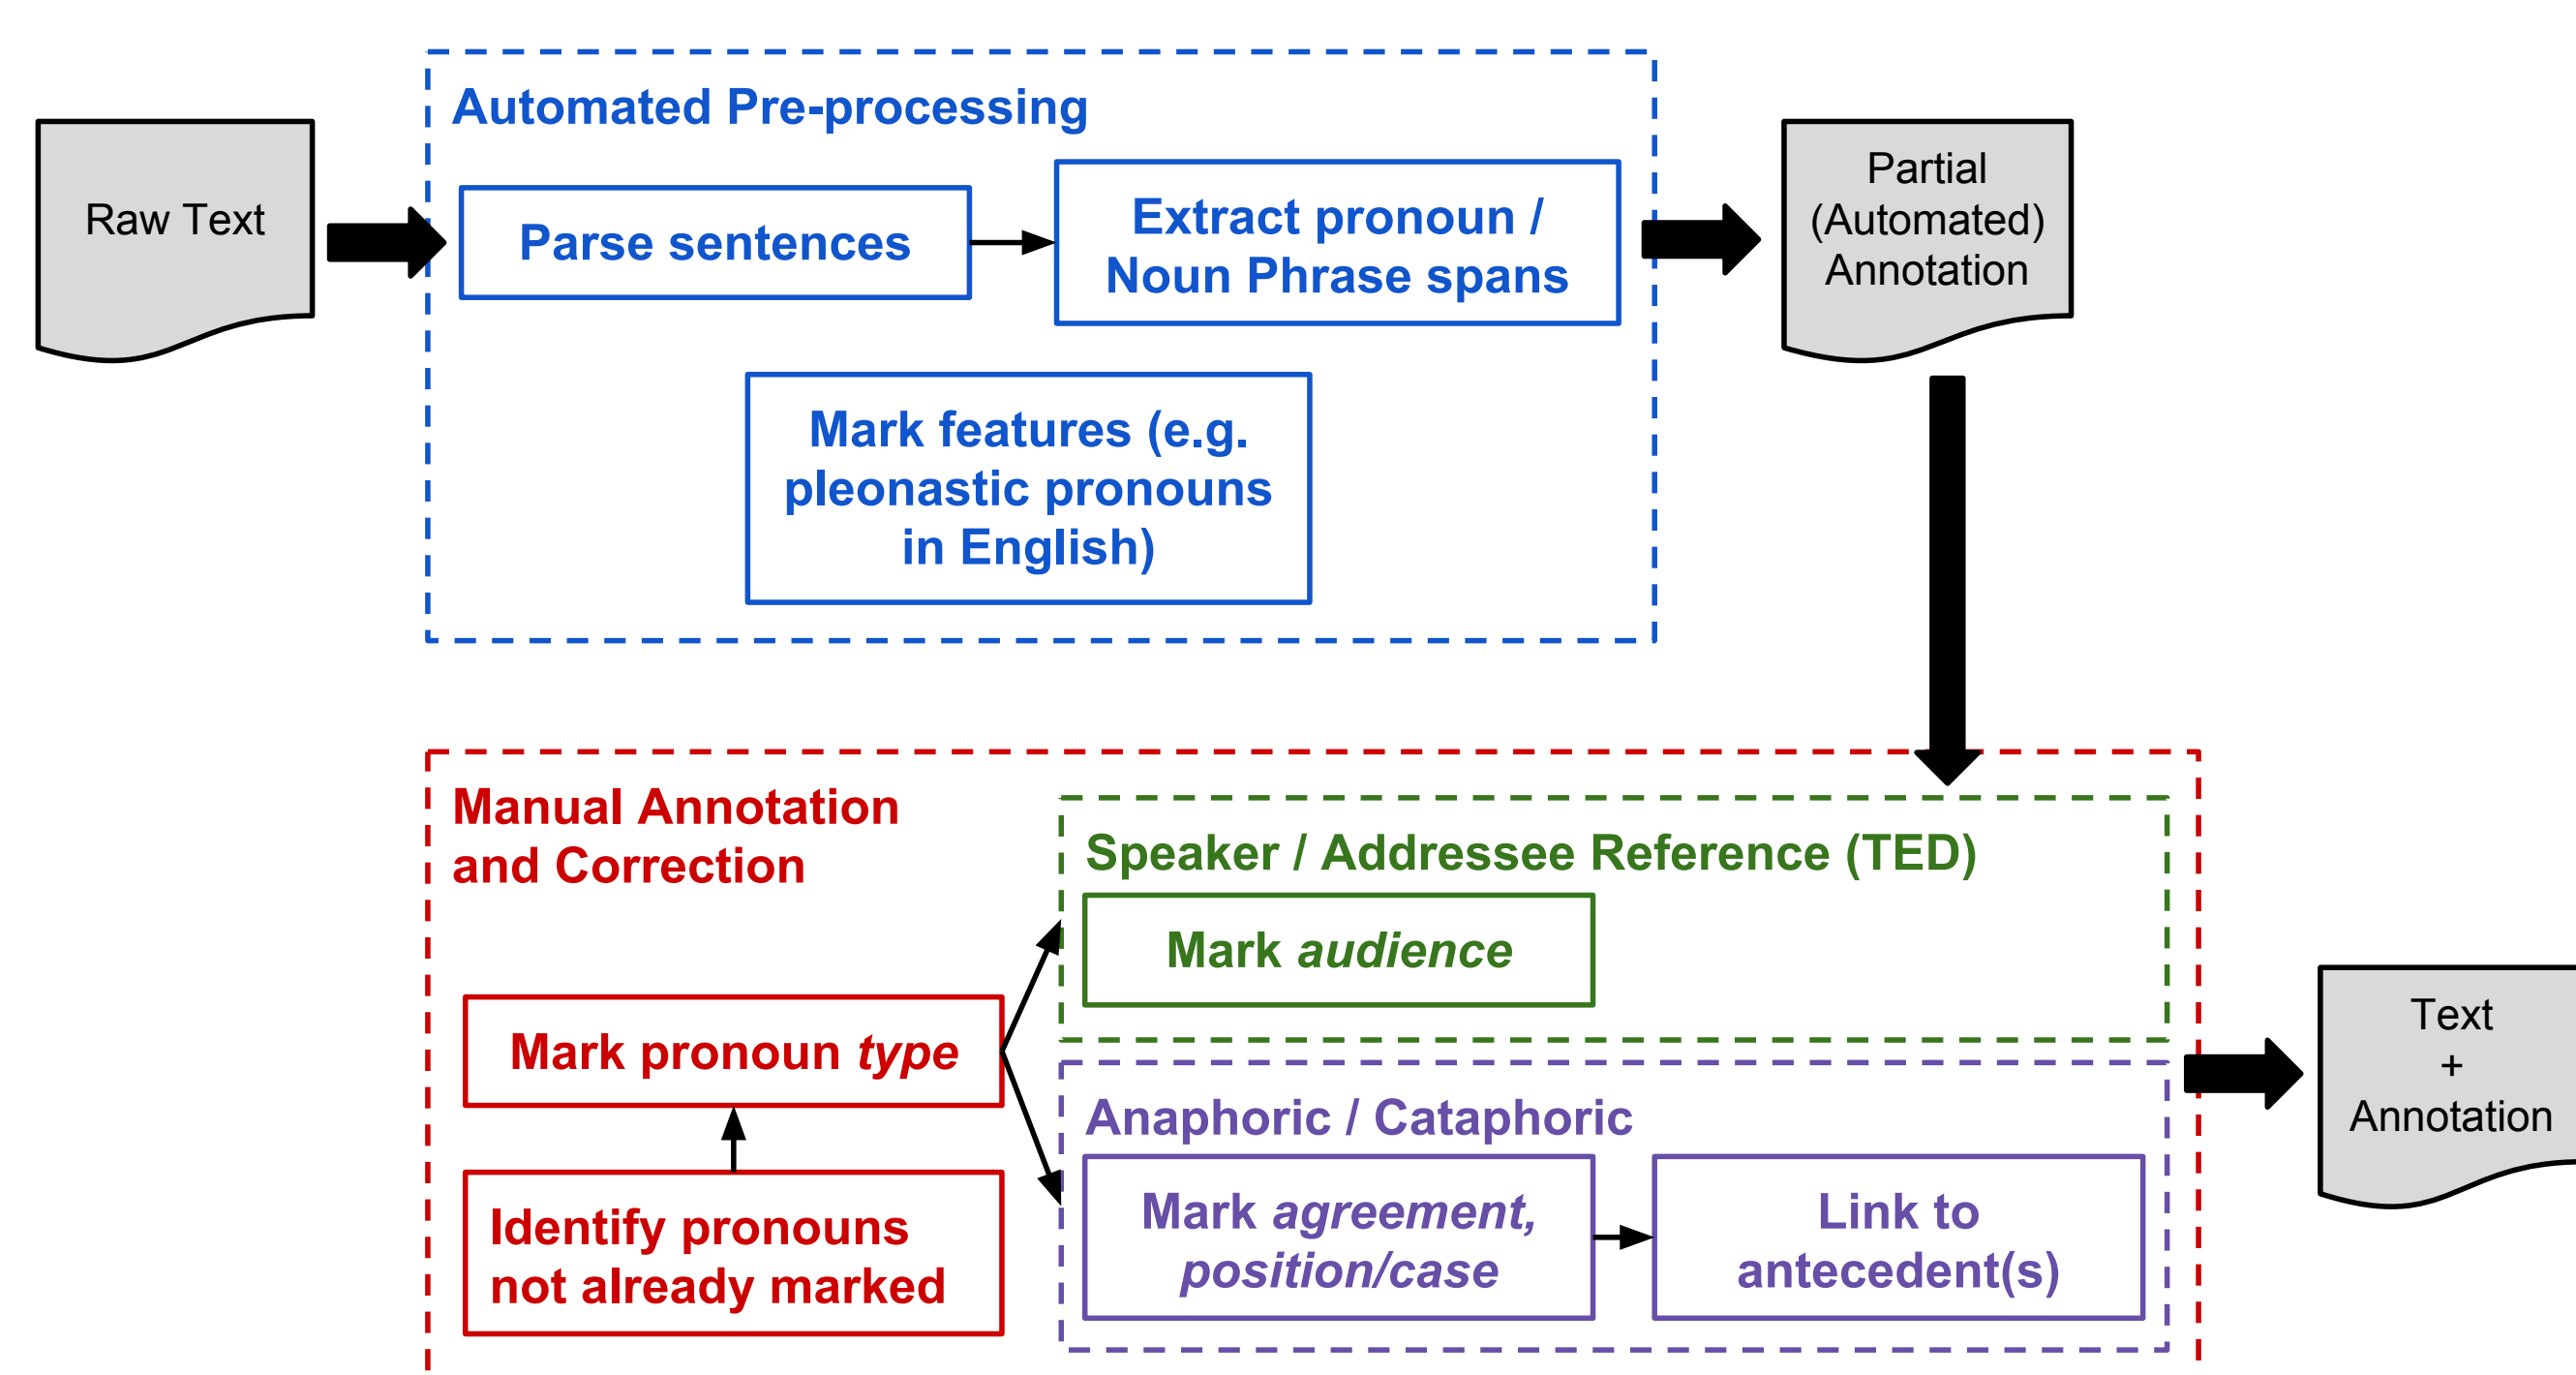 Raw Text
Automated Pre-processing
Parse sentences
Extract pronoun /
Noun Phrase spans
Mark features (e.g.
pleonastic pronouns
in English)
Partial
(Automated)
Annotation
Manual Annotation
and Correction
Mark pronoun type
Identify pronouns
not already marked
Speaker / Addressee Reference (TED)
Mark audience
Anaphoric / Cataphoric
Mark agreement,
position/case
Link to
antecedent(s)
Text
+
Annotation